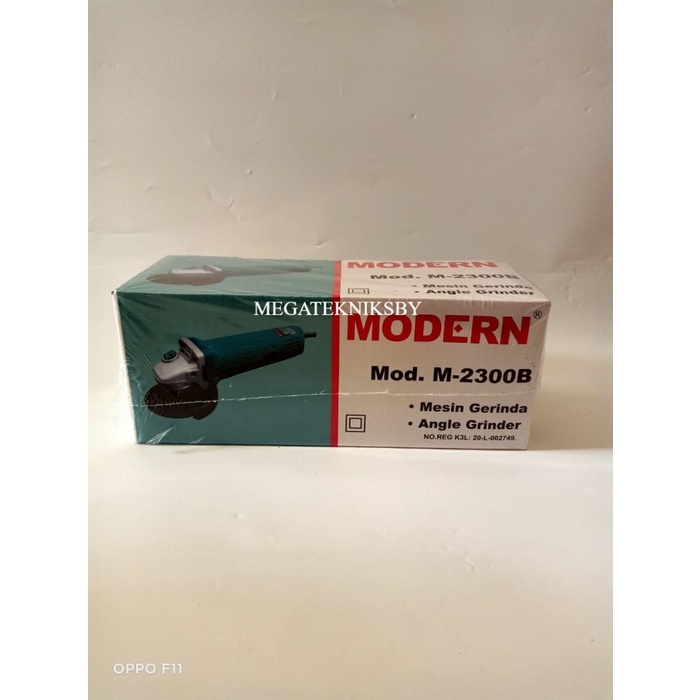 MODERN
Mod. M-2300B
• Mesin Gerinda
• Angle Grinder
MEGATEKNIKSBY
MODERN®
Mod. M-2300B
• Mesin Gerinda
• Angle Grinder
NO.REG K3L: 20-L-002749.
OPPO F11